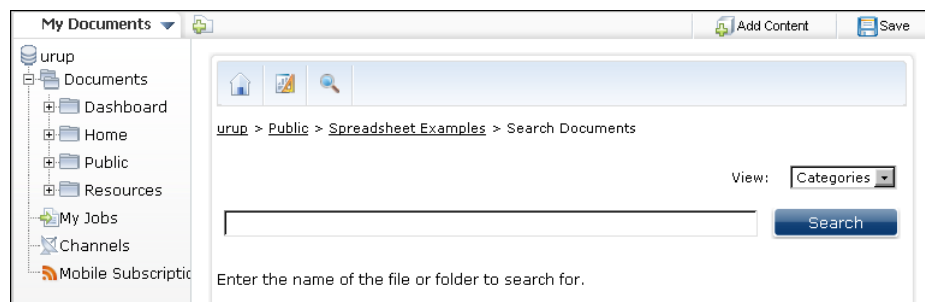 My Documents
Add Content
Save
urup
Documents
Dashboard
Home
Public
Resources
My Jobs
Channels
Mobile Subscriptic
urup > Public > Spreadsheet Examples > Search Documents
View: Categories
Search
Enter the name of the file or folder to search for.